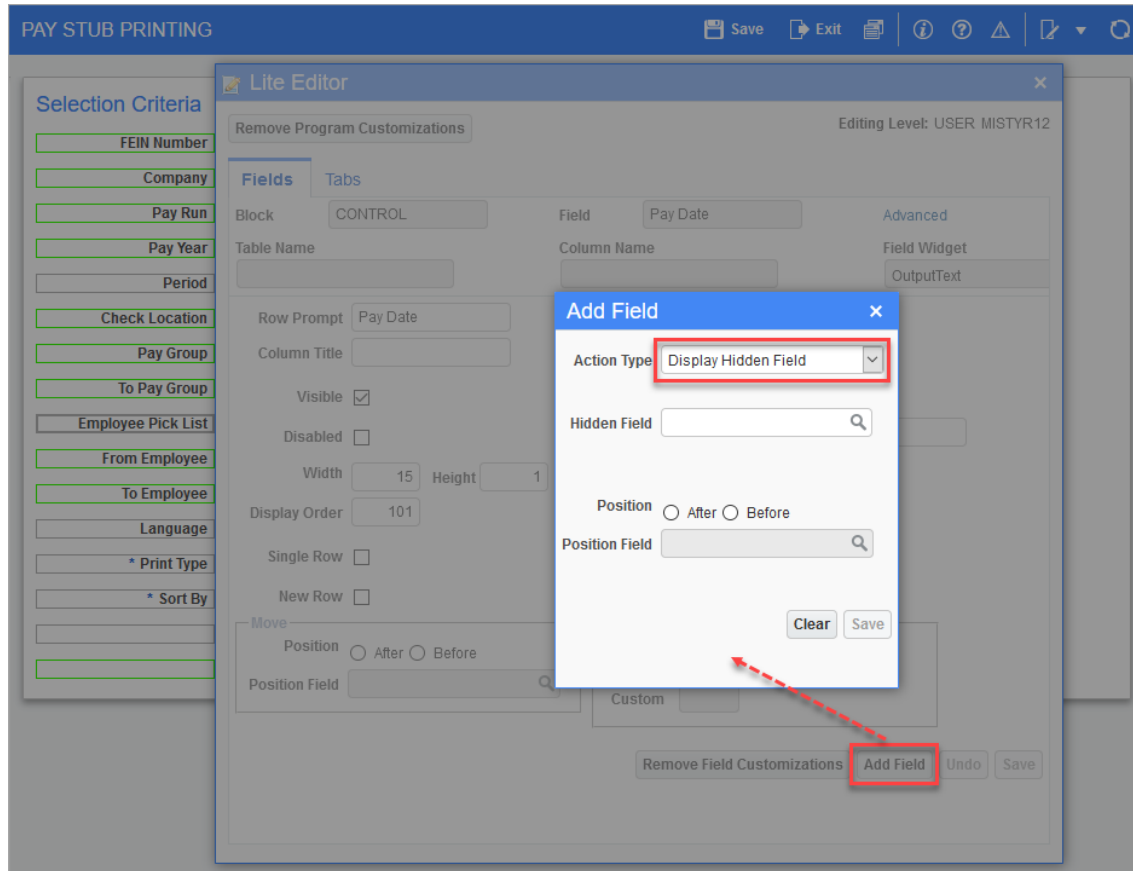 PAY STUB PRINTING
Save
Exit
Lite Editor
Selection Criteria
FEIN Number
Company
Pay Run
Pay Year
Period
Check Location
Pay Group
To Pay Group
Employee Pick List
From Employee
To Employee
Language
* Print Type
* Sort By
Remove Program Customizations
Editing Level: USER MISTYR12
Fields Tabs
Block CONTROL Field Pay Date Advanced
Table Name Column Name Field Widget
OutputText
Row Prompt Pay Date
Column Title
Visible
Disabled
Width 15 Height 1
Display Order 101
Single Row
New Row
Move
Position After Before
Position Field
Custom
Remove Field Customizations Add Field Undo Save
Add Field
Action Type Display Hidden Field
Hidden Field
Position After Before
Position Field
Clear Save